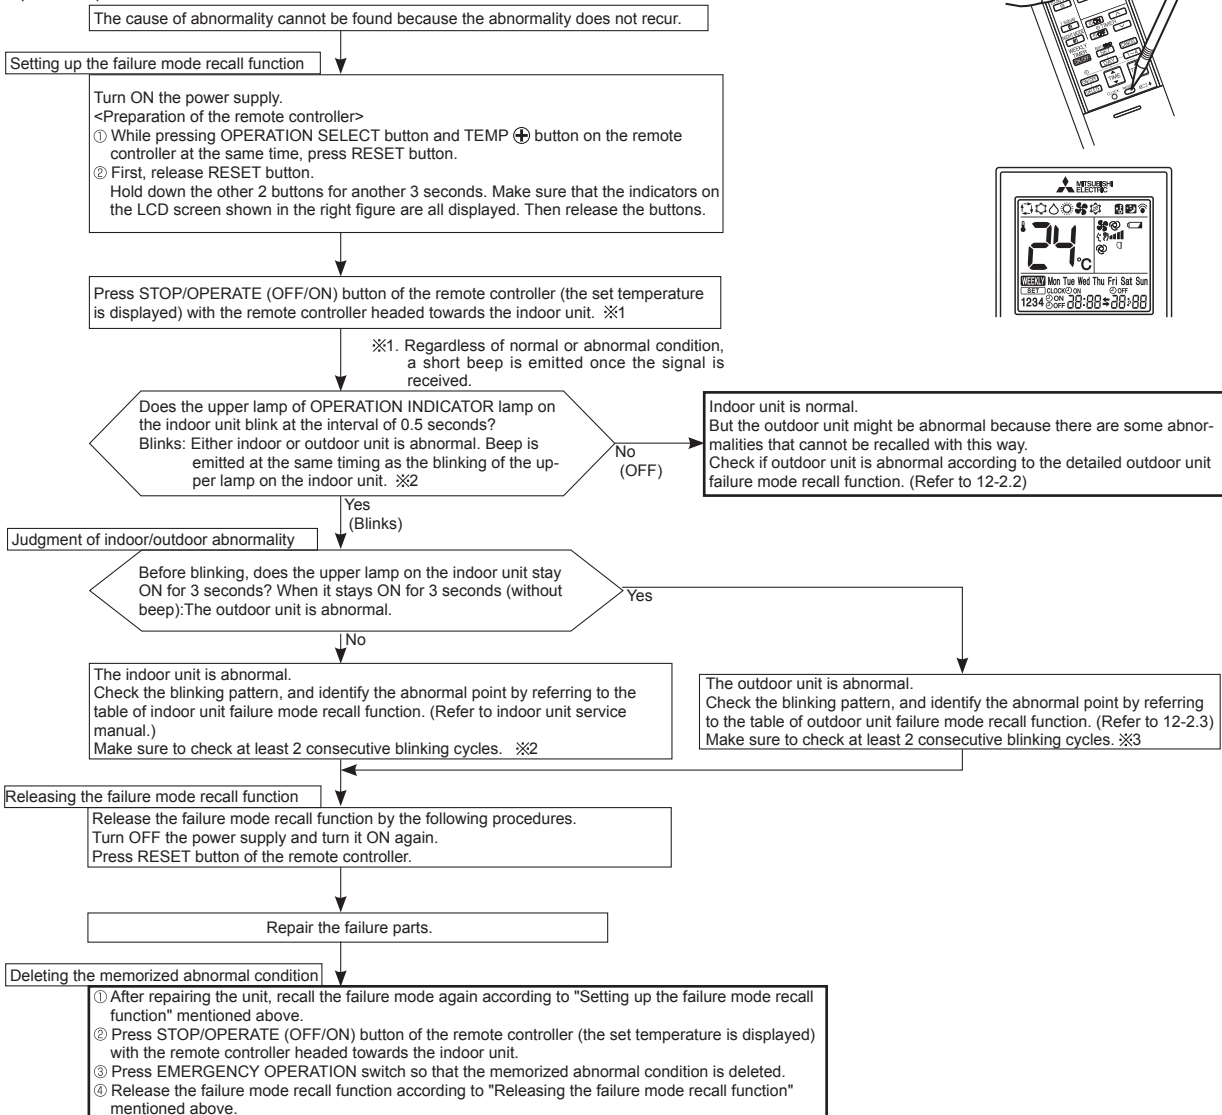 The cause of abnormality cannot be found because the abnormality does not recur.
Setting up the failure mode recall function
Turn ON the power supply.
<Preparation of the remote controller>
① While pressing OPERATION SELECT button and TEMP ⊕ button on the remote
controller at the same time, press RESET button.
② First, release RESET button.
Hold down the other 2 buttons for another 3 seconds. Make sure that the indicators on
the LCD screen shown in the right figure are all displayed. Then release the buttons.
MITSUBISHI
ELECTRIC
24°C
WEEKLY Mon Tue Wed Thu Fri Sat Sun
SET CLOCK ON OFF
1234 ON OFF 88:88 88:88
Press STOP/OPERATE (OFF/ON) button of the remote controller (the set temperature
is displayed) with the remote controller headed towards the indoor unit. ※1
※1. Regardless of normal or abnormal condition,
a short beep is emitted once the signal is
received.
Does the upper lamp of OPERATION INDICATOR lamp on
the indoor unit blink at the interval of 0.5 seconds?
Blinks: Either indoor or outdoor unit is abnormal. Beep is
emitted at the same timing as the blinking of the up-
per lamp on the indoor unit. ※2
No
(OFF)
Indoor unit is normal.
But the outdoor unit might be abnormal because there are some abnor-
malities that cannot be recalled with this way.
Check if outdoor unit is abnormal according to the detailed outdoor unit
failure mode recall function. (Refer to 12-2.2)
Yes
(Blinks)
Judgment of indoor/outdoor abnormality
Before blinking, does the upper lamp on the indoor unit stay
ON for 3 seconds? When it stays ON for 3 seconds (without
beep):The outdoor unit is abnormal.
Yes
No
The indoor unit is abnormal.
Check the blinking pattern, and identify the abnormal point by referring to the
table of indoor unit failure mode recall function. (Refer to indoor unit service
manual.)
Make sure to check at least 2 consecutive blinking cycles. ※2
The outdoor unit is abnormal.
Check the blinking pattern, and identify the abnormal point by referring
to the table of outdoor unit failure mode recall function. (Refer to 12-2.3)
Make sure to check at least 2 consecutive blinking cycles. ※3
Releasing the failure mode recall function
Release the failure mode recall function by the following procedures.
Turn OFF the power supply and turn it ON again.
Press RESET button of the remote controller.
Repair the failure parts.
Deleting the memorized abnormal condition
① After repairing the unit, recall the failure mode again according to "Setting up the failure mode recall
function" mentioned above.
② Press STOP/OPERATE (OFF/ON) button of the remote controller (the set temperature is displayed)
with the remote controller headed towards the indoor unit.
③ Press EMERGENCY OPERATION switch so that the memorized abnormal condition is deleted.
④ Release the failure mode recall function according to "Releasing the failure mode recall function"
mentioned above.